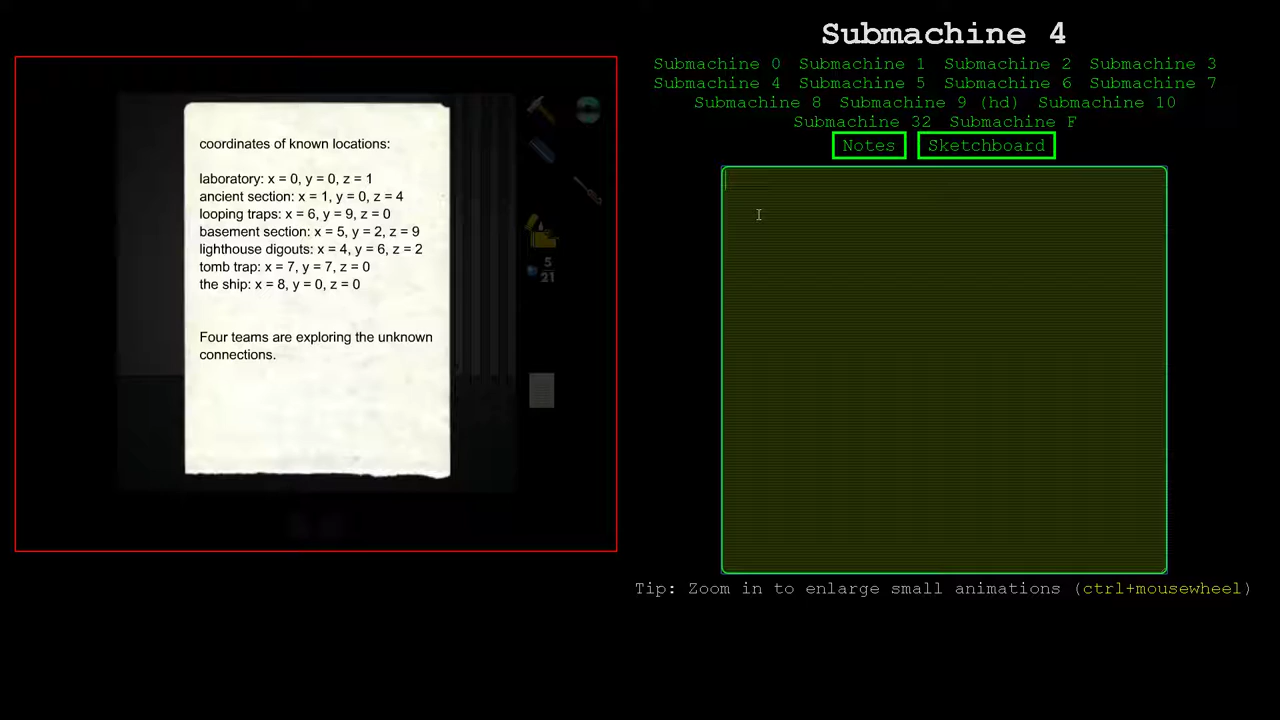 Submachine 4
Submachine 0 Submachine 1 Submachine 2 Submachine 3
Submachine 4 Submachine 5 Submachine 6 Submachine 7
Submachine 8 Submachine 9 (hd) Submachine 10
Submachine 32 Submachine F
Notes Sketchboard
coordinates of known locations:
laboratory: x = 0, y = 0, z = 1
ancient section: x = 1, y = 0, z = 4
looping traps: x = 6, y = 9, z = 0
basement section: x = 5, y = 2, z = 9
lighthouse digouts: x = 4, y = 6, z = 2
tomb trap: x = 7, y = 7, z = 0
the ship: x = 8, y = 0, z = 0
Four teams are exploring the unknown
connections.
5
21
Tip: Zoom in to enlarge small animations (ctrl+mousewheel)